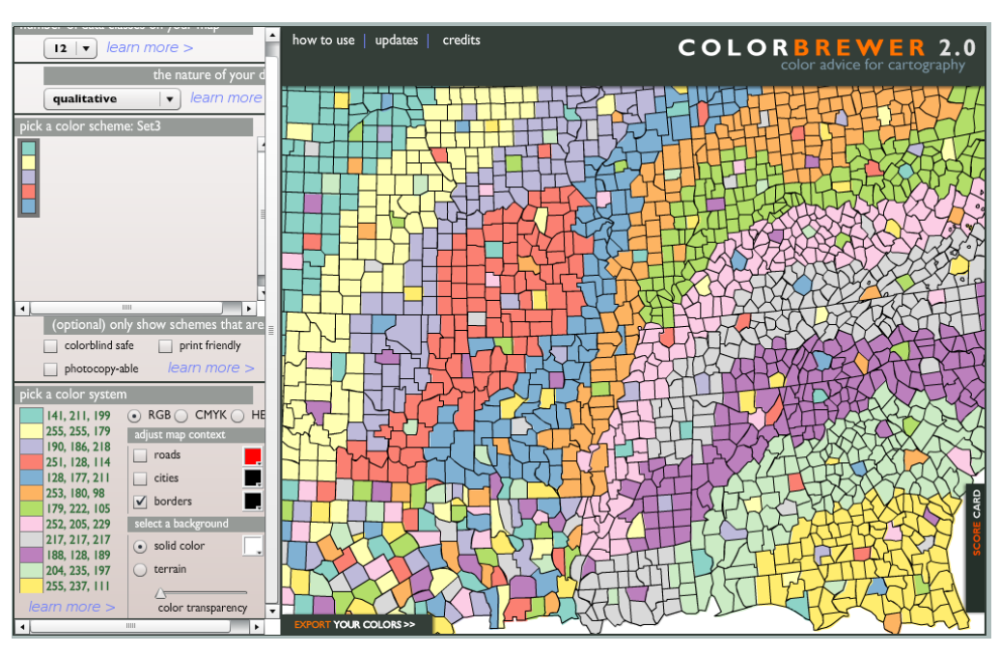 number of data classes on your map
12
learn more >
the nature of your d
qualitative
learn more
pick a color scheme: Set3
(optional) only show schemes that are
colorblind safe
print friendly
photocopy-able
learn more >
pick a color system
141, 211, 199
255, 255, 179
190, 186, 218
251, 128, 114
128, 177, 211
253, 180, 98
179, 222, 105
252, 205, 229
217, 217, 217
188, 128, 189
204, 235, 197
255, 237, 111
learn more >
RGB
CMYK
HE
adjust map context
roads
cities
borders
select a background
solid color
terrain
color transparency
how to use | updates | credits
COLORBREWER 2.0
color advice for cartography
SCORE CARD
EXPORT YOUR COLORS >>